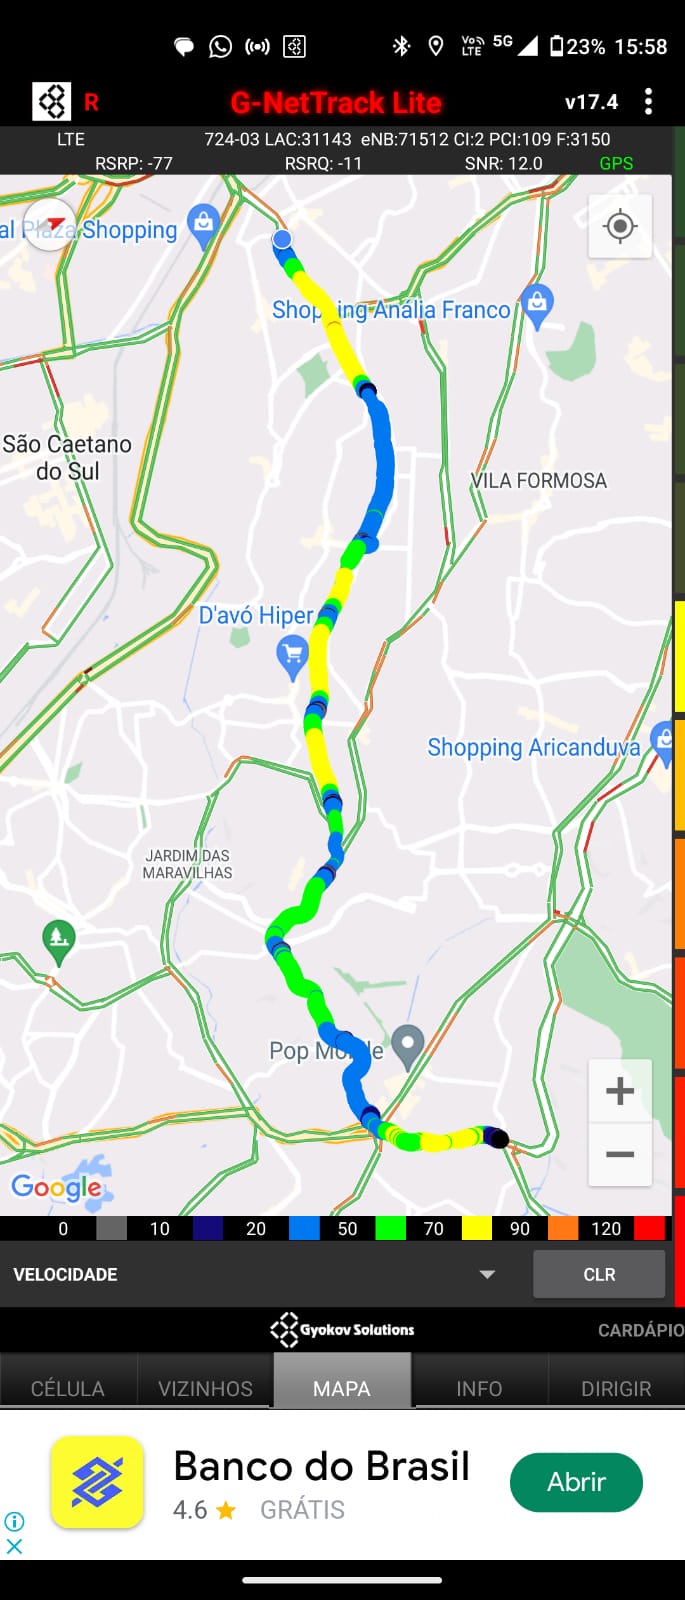 Vo))
LTE 5G 23% 15:58
R G-NetTrack Lite v17.4
LTE 724-03 LAC:31143 eNB:71512 CI:2 PCI:109 F:3150
RSRP: -77 RSRQ: -11 SNR: 12.0 GPS
al Plaza Shopping
Shopping Anália Franco
São Caetano
do Sul
VILA FORMOSA
D'avó Hiper
Shopping Aricanduva
JARDIM DAS
MARAVILHAS
Pop
+
−
Google
0 10 20 50 70 90 120
VELOCIDADE CLR
Gyokov Solutions CARDÁPIO
CÉLULA VIZINHOS MAPA INFO DIRIGIR
Banco do Brasil
4.6 ★ GRÁTIS
Abrir